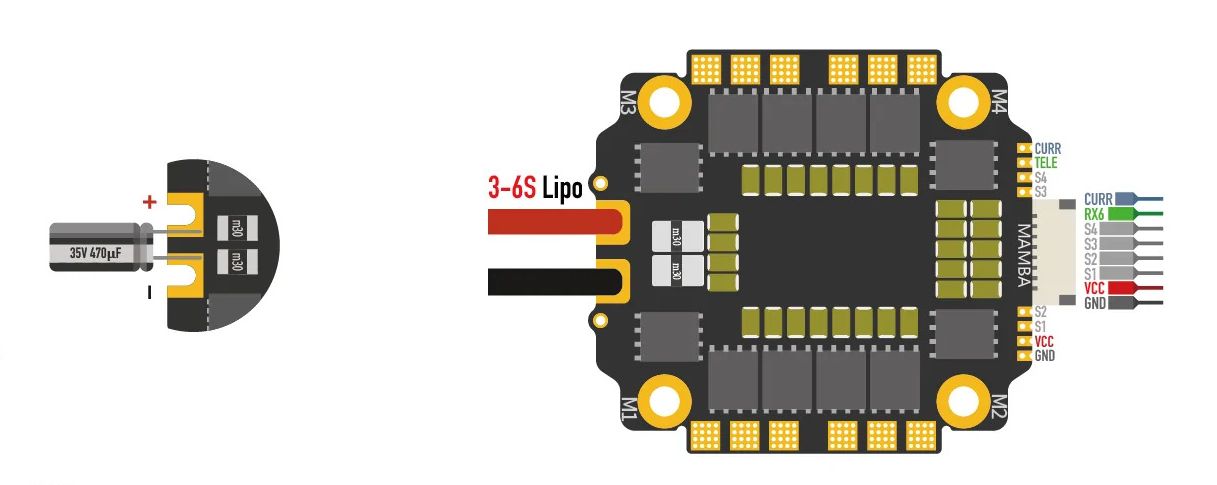 +
35V 470μF
−
m30
m30
3-6S Lipo
M3
M4
M1
M2
m30
m30
MAMBA
CURR
TELE
S4
S3
S2
S1
VCC
GND
CURR
RX6
S4
S3
S2
S1
VCC
GND